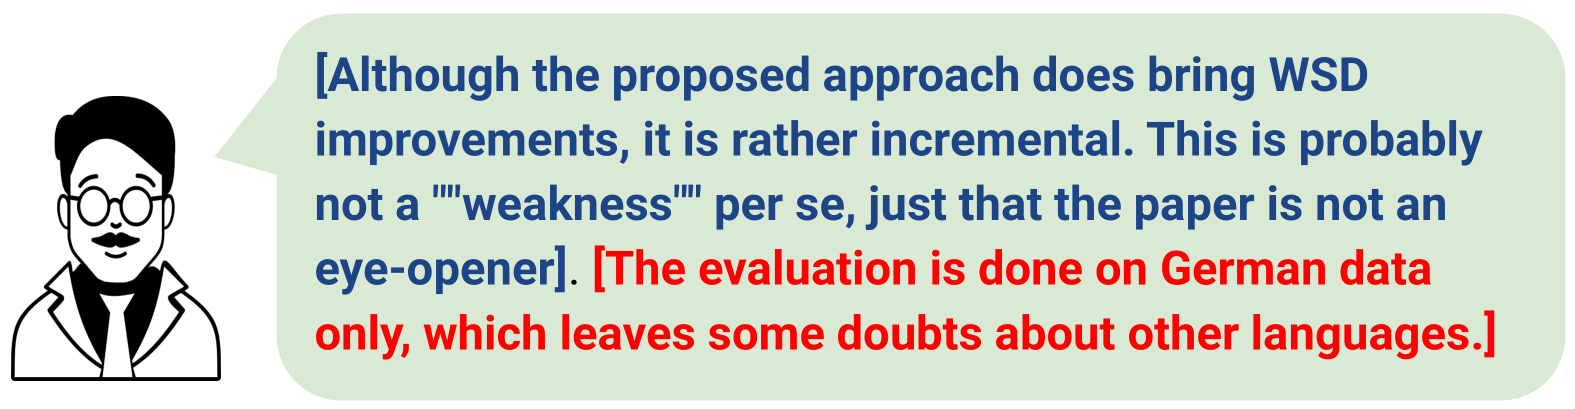 [Although the proposed approach does bring WSD
improvements, it is rather incremental. This is probably
not a ""weakness"" per se, just that the paper is not an
eye-opener]. [The evaluation is done on German data
only, which leaves some doubts about other languages.]